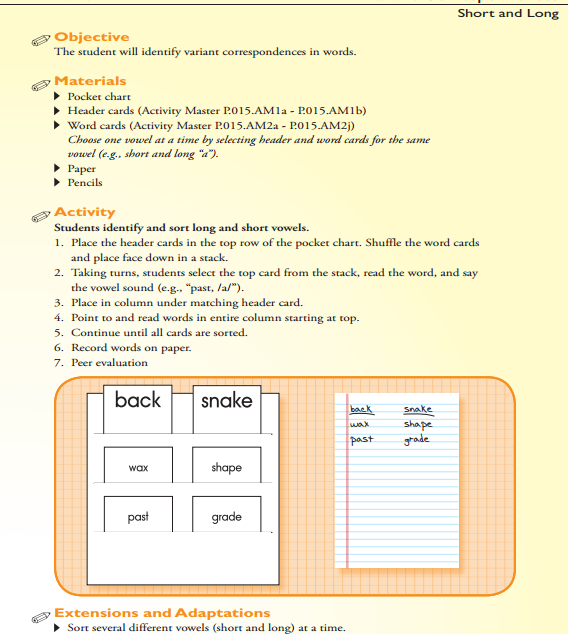 Short and Long
Objective
The student will identify variant correspondences in words.
Materials
Pocket chart
Header cards (Activity Master P.015.AM1a - P.015.AM1b)
Word cards (Activity Master P.015.AM2a - P.015.AM2j)
Choose one vowel at a time by selecting header and word cards for the same
vowel (e.g., short and long “a”).
Paper
Pencils
Activity
Students identify and sort long and short vowels.
1. Place the header cards in the top row of the pocket chart. Shuffle the word cards
and place face down in a stack.
2. Taking turns, students select the top card from the stack, read the word, and say
the vowel sound (e.g., “past, /a/”).
3. Place in column under matching header card.
4. Point to and read words in entire column starting at top.
5. Continue until all cards are sorted.
6. Record words on paper.
7. Peer evaluation
back snake
wax shape
past grade
back snake
wax shape
past grade
Extensions and Adaptations
Sort several different vowels (short and long) at a time.